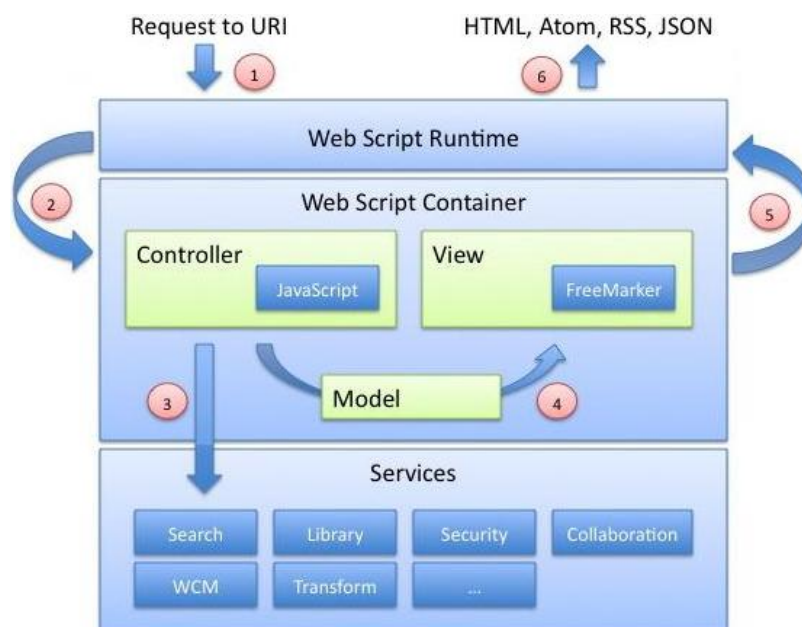 Request to URI
HTML, Atom, RSS, JSON
1
6
Web Script Runtime
2
Web Script Container
5
Controller
View
JavaScript
FreeMarker
3
Model
4
Services
Search
Library
Security
Collaboration
WCM
Transform
...